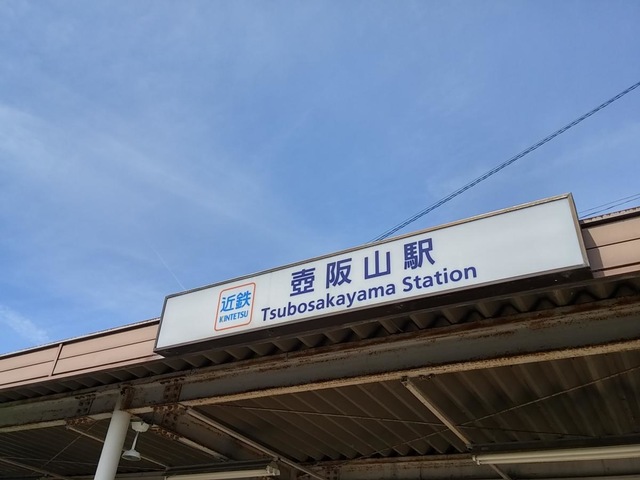 近鉄
KINTETSU
壺阪山駅
Tsubosakayama Station